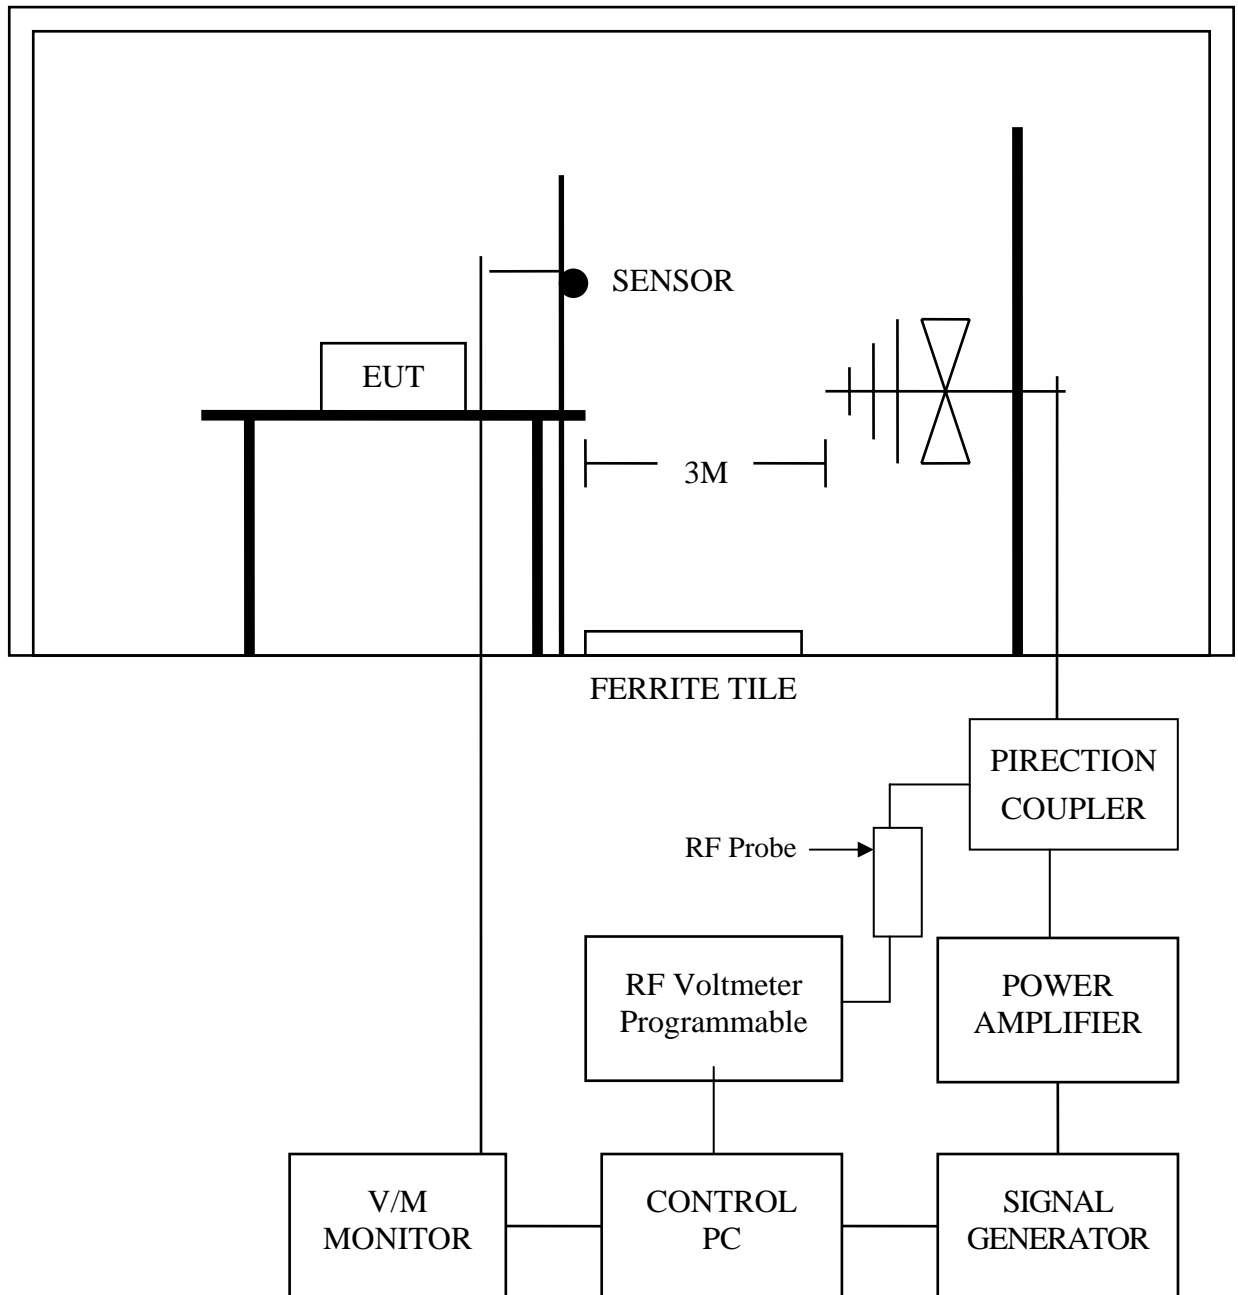 SENSOR
EUT
3M
FERRITE TILE
PIRECTION
COUPLER
RF Probe
RF Voltmeter
Programmable
POWER
AMPLIFIER
V/M
MONITOR
CONTROL
PC
SIGNAL
GENERATOR